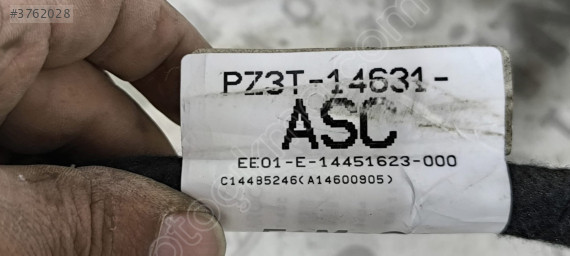 #3762028
PZ3T-14631-
ASC
EE01-E-14451623-000
C14485246(A14600905)